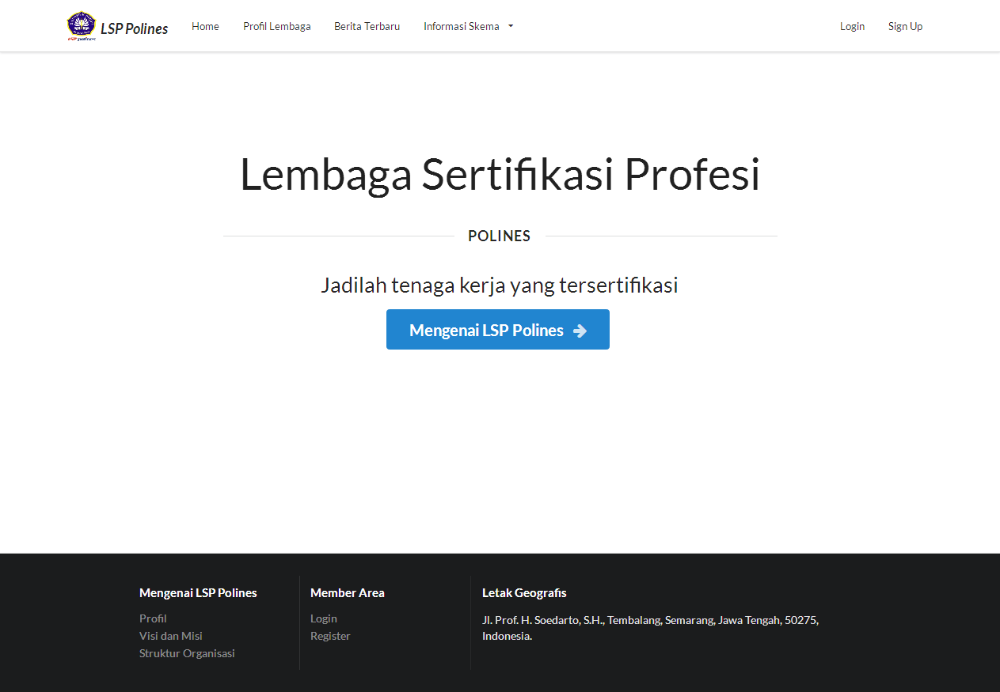 LSP Polines
LSP polines
Home
Profil Lembaga
Berita Terbaru
Informasi Skema
Login
Sign Up
Lembaga Sertifikasi Profesi
POLINES
Jadilah tenaga kerja yang tersertifikasi
Mengenai LSP Polines
Mengenai LSP Polines
Profil
Visi dan Misi
Struktur Organisasi
Member Area
Login
Register
Letak Geografis
Jl. Prof. H. Soedarto, S.H., Tembalang, Semarang, Jawa Tengah, 50275,
Indonesia.